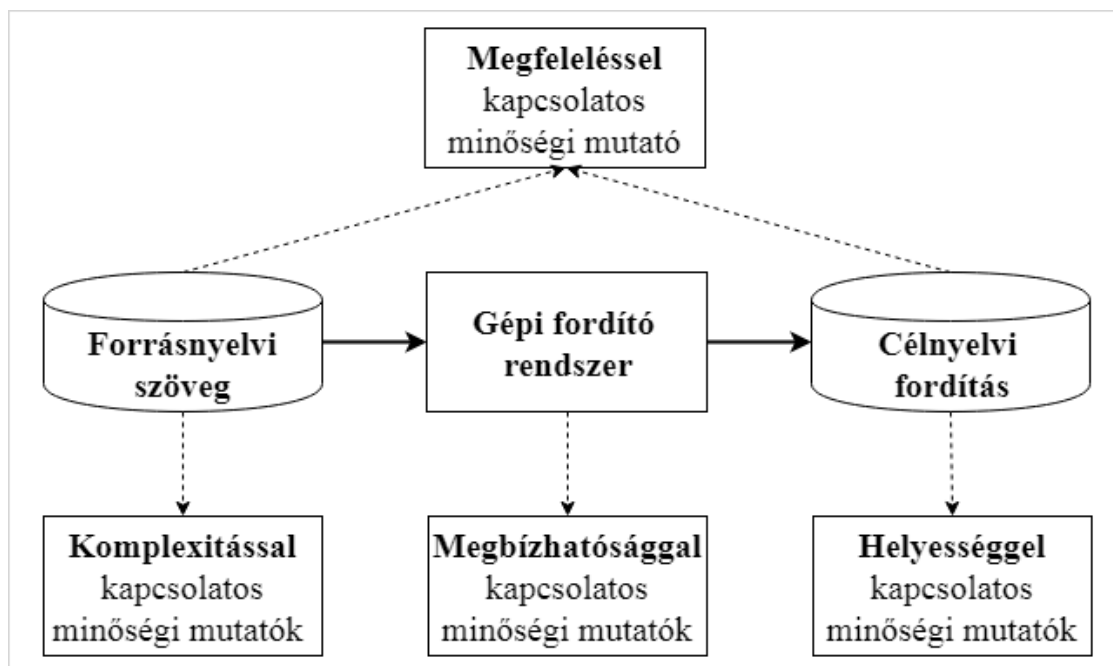 Megfeleléssel
kapcsolatos
minőségi mutató
Forrásnyelvi
szöveg
Gépi fordító
rendszer
Célnyelvi
fordítás
Komplexitással
kapcsolatos
minőségi mutatók
Megbízhatósággal
kapcsolatos
minőségi mutatók
Helyességgel
kapcsolatos
minőségi mutatók